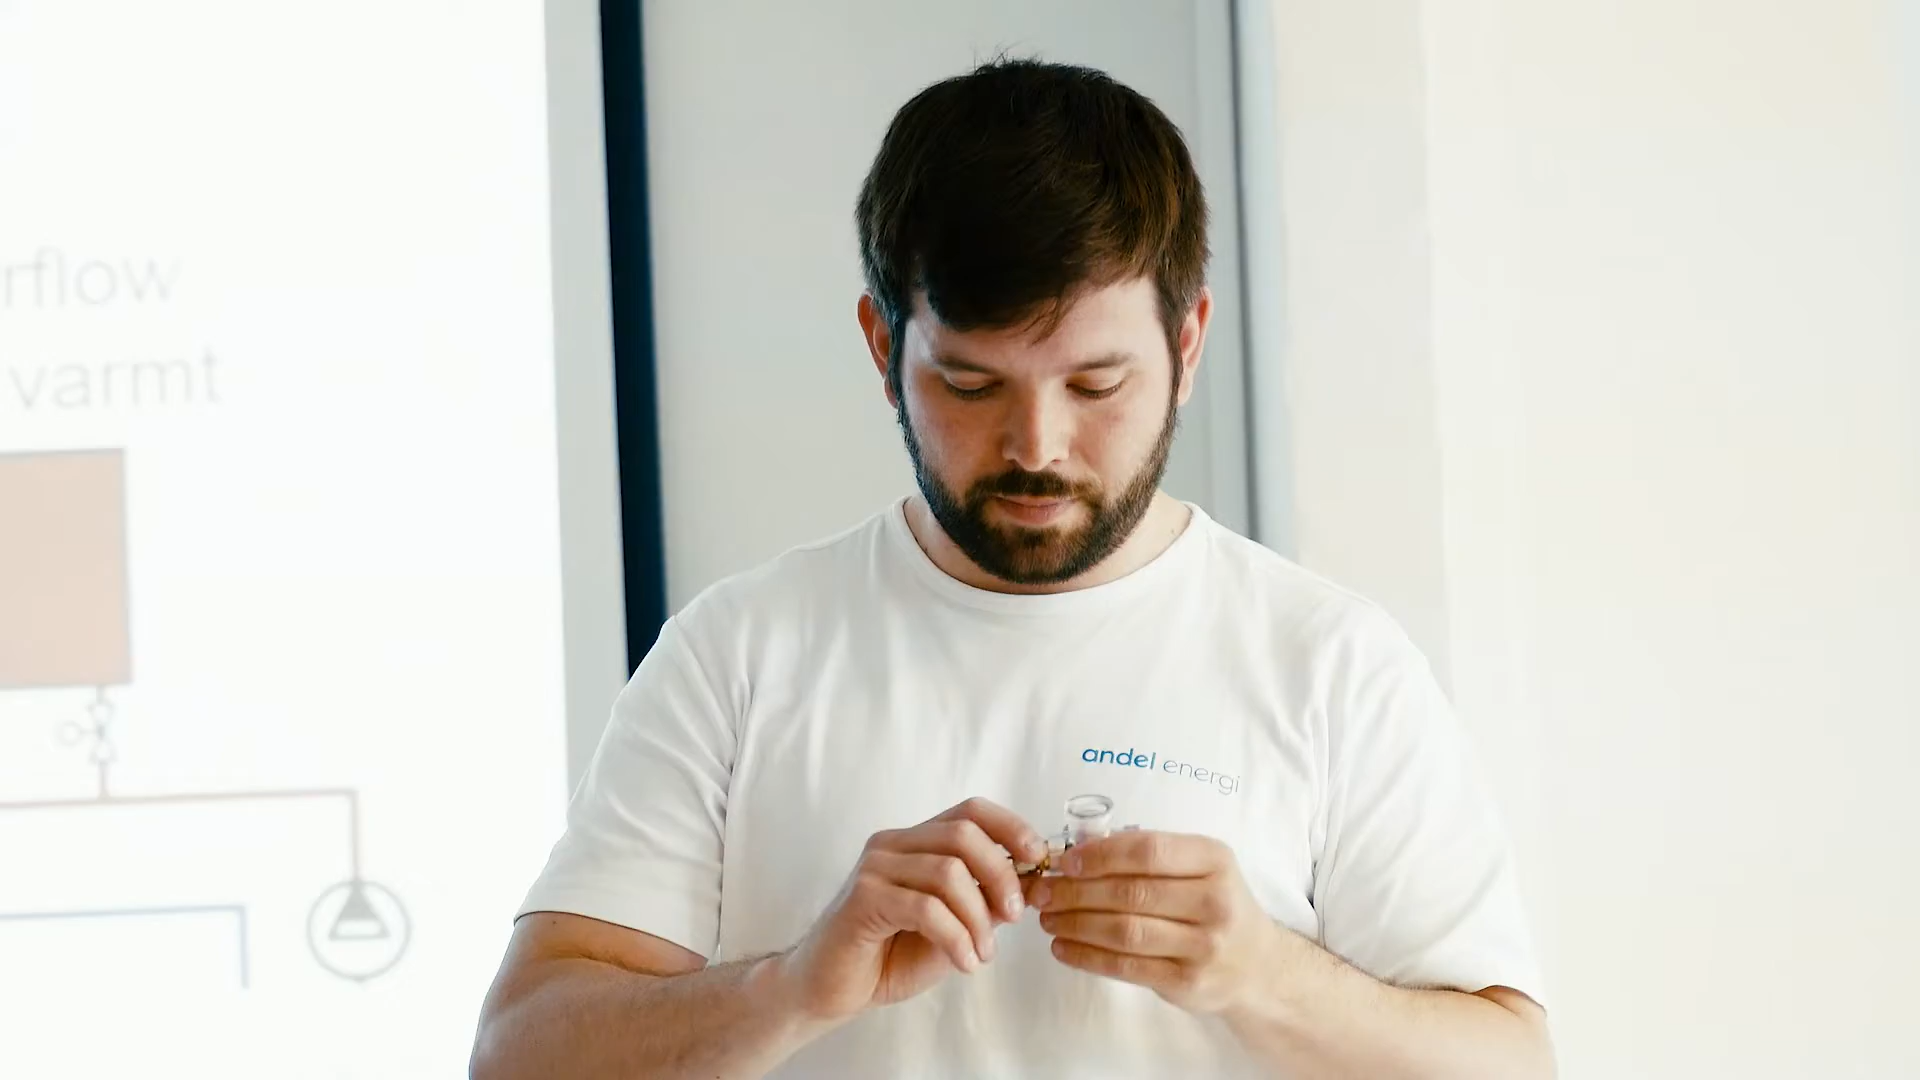 rflow
varmt
andel energi